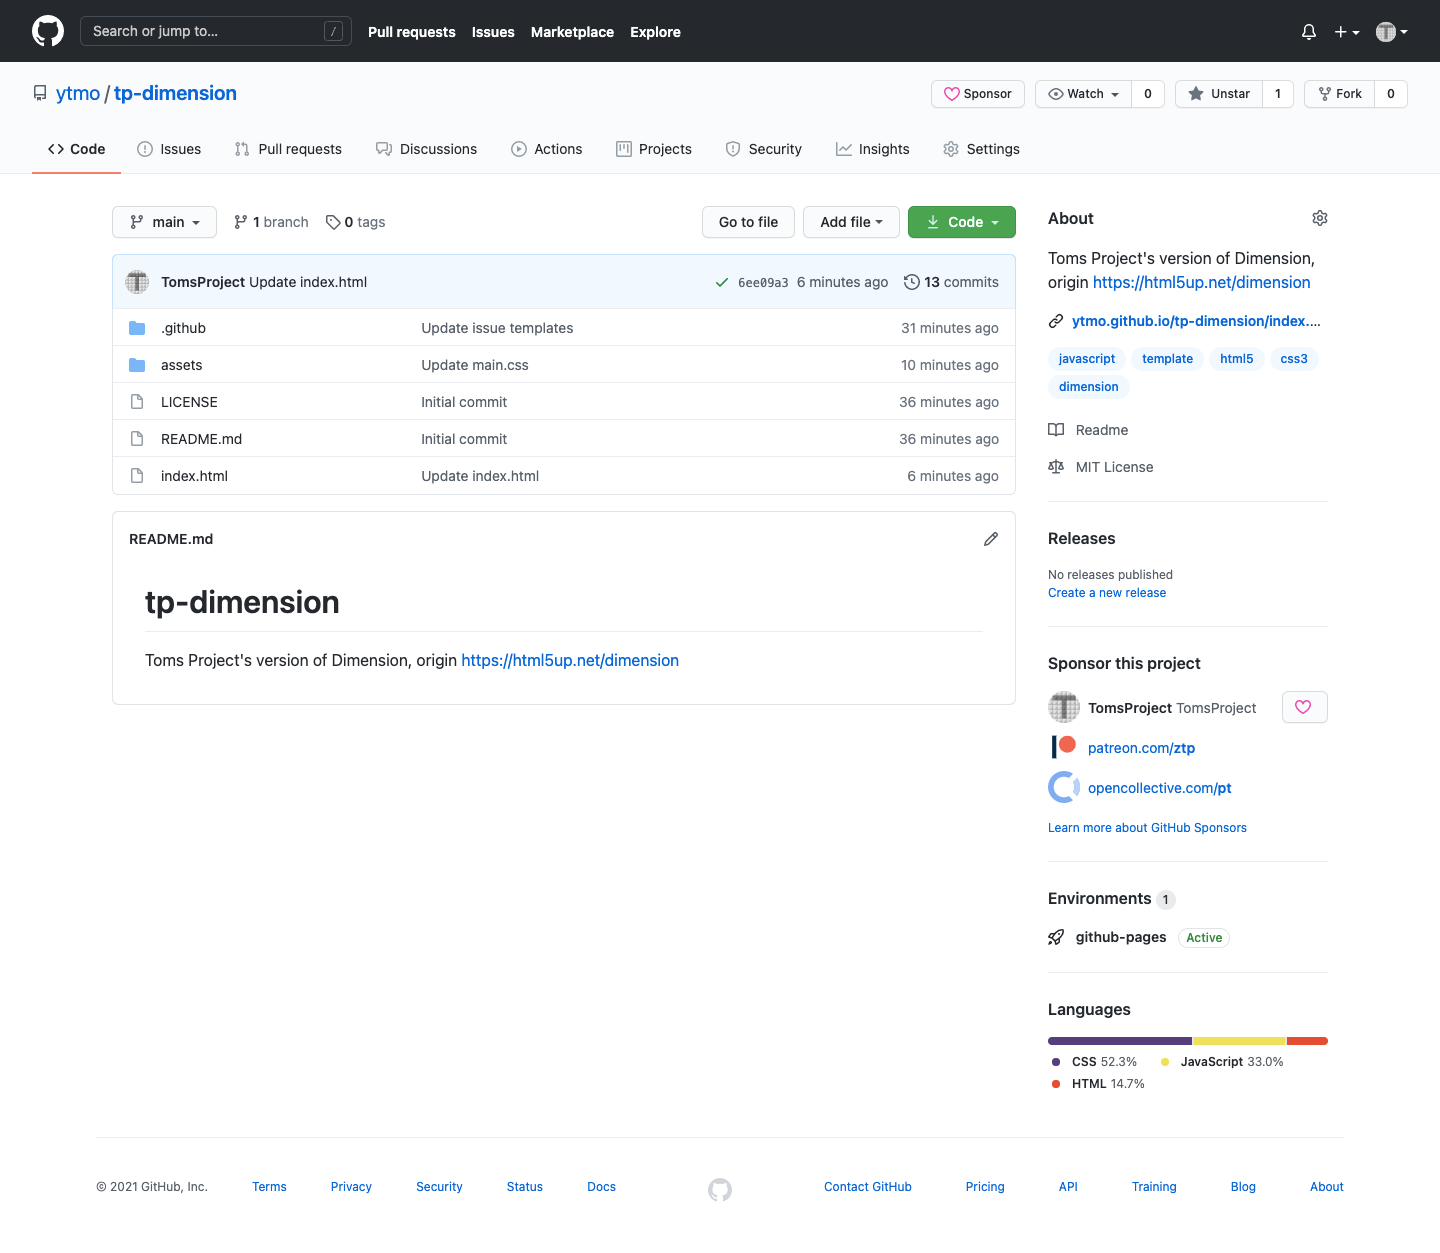 Search or jump to… / Pull requests Issues Marketplace Explore
ytmo / tp-dimension Sponsor Watch 0 Unstar 1 Fork 0
Code Issues Pull requests Discussions Actions Projects Security Insights Settings
main 1 branch 0 tags Go to file Add file Code
TomsProject Update index.html 6ee09a3 6 minutes ago 13 commits
.github Update issue templates 31 minutes ago
assets Update main.css 10 minutes ago
LICENSE Initial commit 36 minutes ago
README.md Initial commit 36 minutes ago
index.html Update index.html 6 minutes ago
README.md
tp-dimension
Toms Project's version of Dimension, origin https://html5up.net/dimension
About
Toms Project's version of Dimension,
origin https://html5up.net/dimension
ytmo.github.io/tp-dimension/index.…
javascript template html5 css3
dimension
Readme
MIT License
Releases
No releases published
Create a new release
Sponsor this project
TomsProject TomsProject
patreon.com/ztp
opencollective.com/pt
Learn more about GitHub Sponsors
Environments 1
github-pages Active
Languages
CSS 52.3% JavaScript 33.0%
HTML 14.7%
© 2021 GitHub, Inc. Terms Privacy Security Status Docs Contact GitHub Pricing API Training Blog About